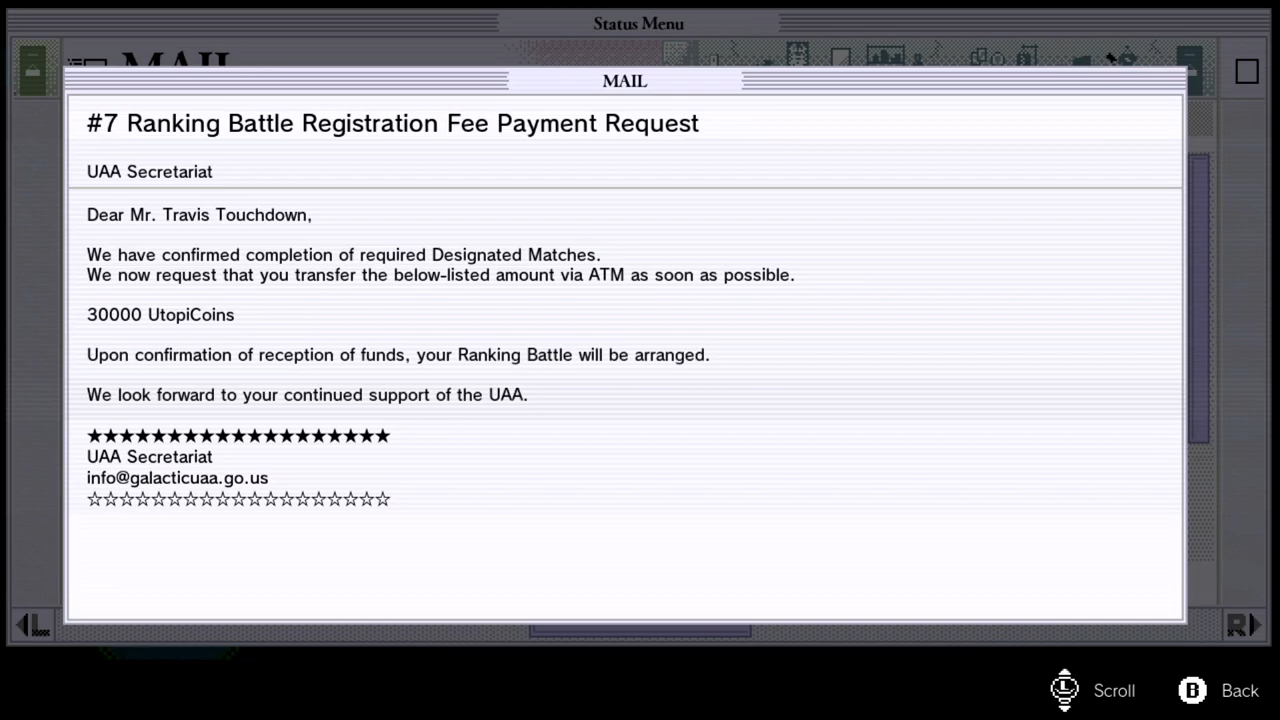 Status Menu
MAIL
MAIL
#7 Ranking Battle Registration Fee Payment Request
UAA Secretariat
Dear Mr. Travis Touchdown,
We have confirmed completion of required Designated Matches.
We now request that you transfer the below-listed amount via ATM as soon as possible.
30000 UtopiCoins
Upon confirmation of reception of funds, your Ranking Battle will be arranged.
We look forward to your continued support of the UAA.
★★★★★★★★★★★★★★★★★★★
UAA Secretariat
info@galacticuaa.go.us
☆☆☆☆☆☆☆☆☆☆☆☆☆☆☆☆☆☆☆
L R
L Scroll B Back